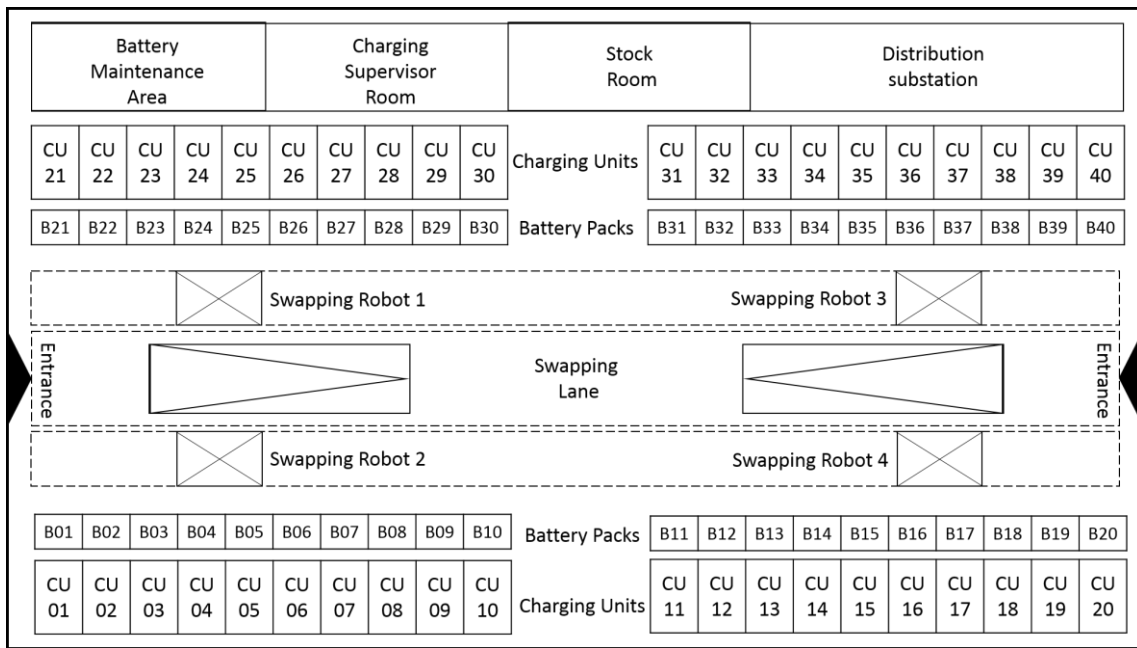 Battery
Maintenance
Area
Charging
Supervisor
Room
Stock
Room
Distribution
substation
CU 21 CU 22 CU 23 CU 24 CU 25 CU 26 CU 27 CU 28 CU 29 CU 30 Charging Units CU 31 CU 32 CU 33 CU 34 CU 35 CU 36 CU 37 CU 38 CU 39 CU 40
B21 B22 B23 B24 B25 B26 B27 B28 B29 B30 Battery Packs B31 B32 B33 B34 B35 B36 B37 B38 B39 B40
Swapping Robot 1 Swapping Robot 3
Entrance
Swapping
Lane
Entrance
Swapping Robot 2 Swapping Robot 4
B01 B02 B03 B04 B05 B06 B07 B08 B09 B10 Battery Packs B11 B12 B13 B14 B15 B16 B17 B18 B19 B20
CU 01 CU 02 CU 03 CU 04 CU 05 CU 06 CU 07 CU 08 CU 09 CU 10 Charging Units CU 11 CU 12 CU 13 CU 14 CU 15 CU 16 CU 17 CU 18 CU 19 CU 20